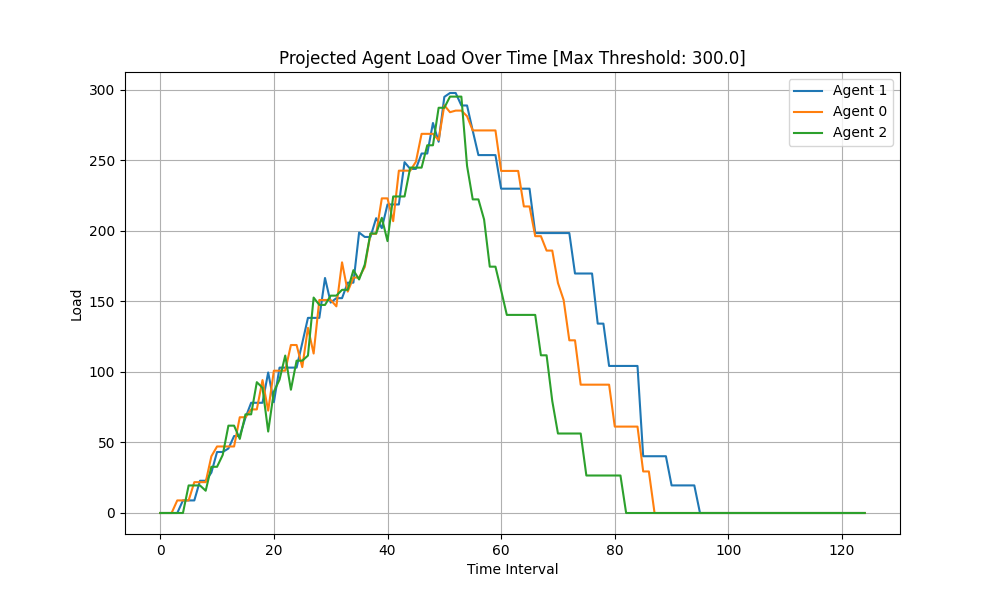 Projected Agent Load Over Time [Max Threshold: 300.0]
Agent 1
Agent 0
Agent 2
Load
300
250
200
150
100
50
0
0 20 40 60 80 100 120
Time Interval